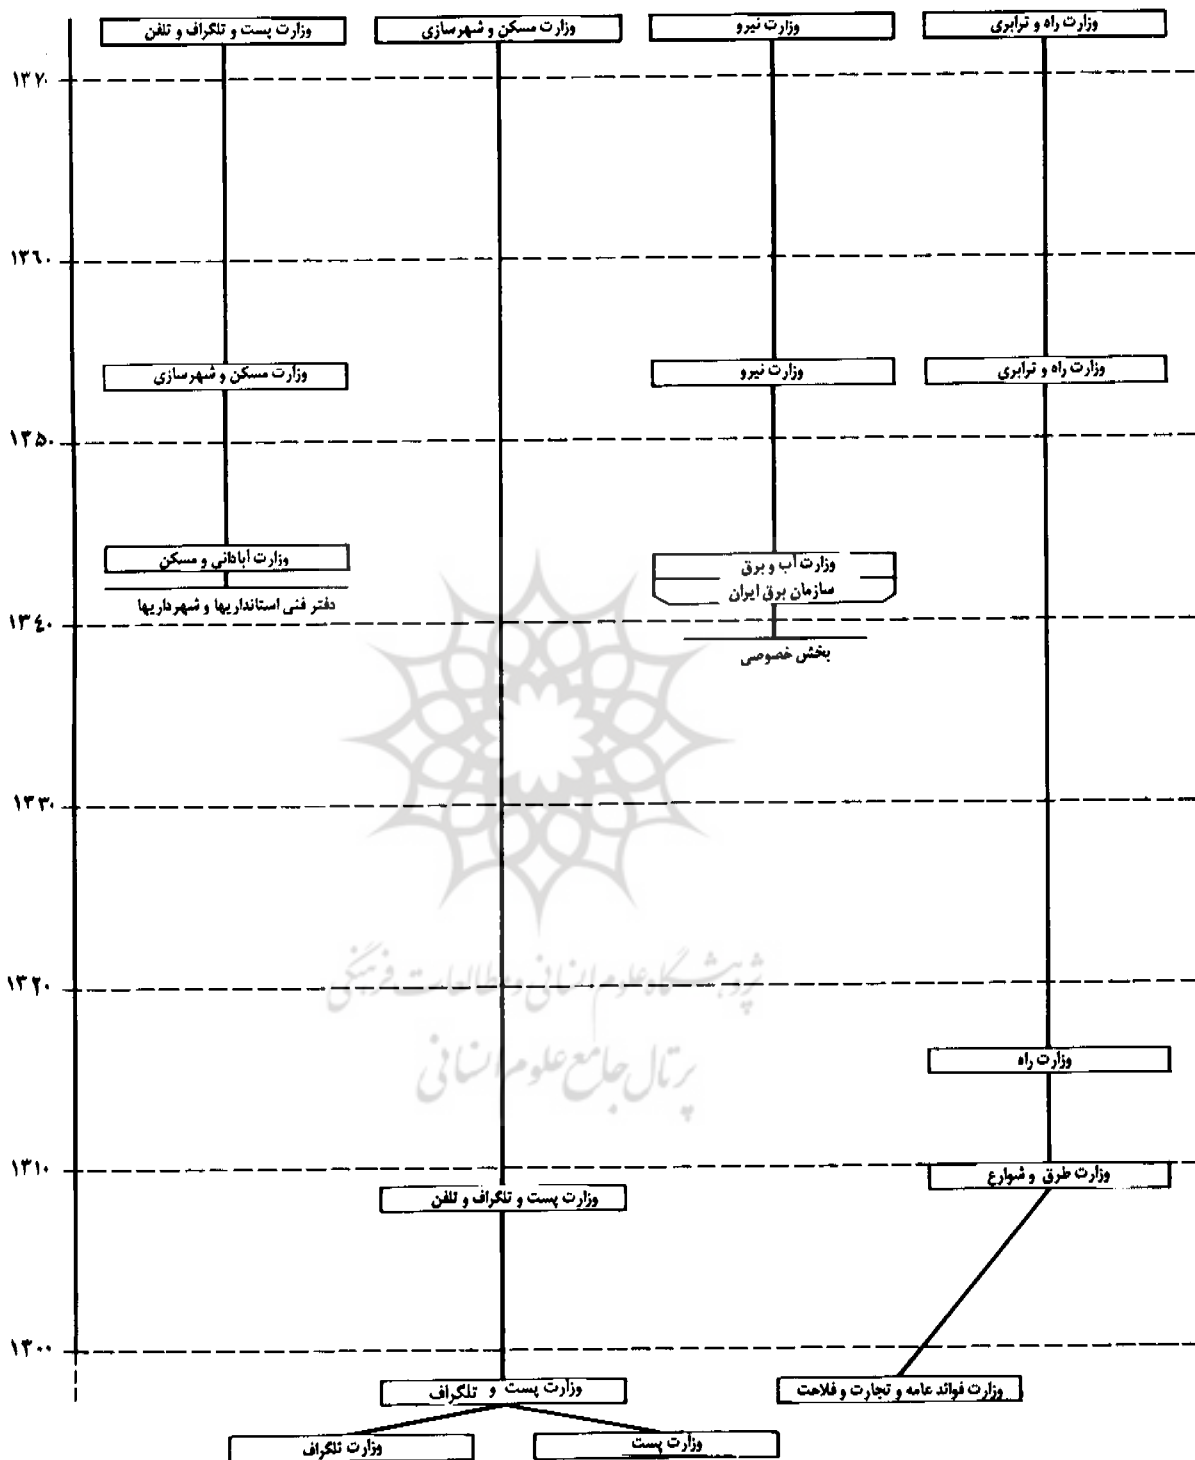 وزارت راه و ترابری
وزارت نیرو
وزارت مسکن و شهرسازی
وزارت پست و تلگراف و تلفن
۱۳۷۰
۱۳۶۰
وزارت راه و ترابری
وزارت نیرو
وزارت مسکن و شهرسازی
۱۳۵۰
وزارت آب و برق
سازمان برق ایران
وزارت آبادانی و مسکن
دفتر فنی استانداریها و شهرداریها
۱۳٤۰
بخش خصوصی
۱۳۳۰
پژوهشگاه علوم انسانی و مطالعات فرهنگی
۱۳۲۰
پرتال جامع علوم انسانی
وزارت راه
۱۳۱۰
وزارت طرق و شوارع
وزارت پست و تلگراف و تلفن
۱۳۰۰
وزارت فوائد عامه و تجارت و فلاحت
وزارت پست و تلگراف
وزارت پست
وزارت تلگراف